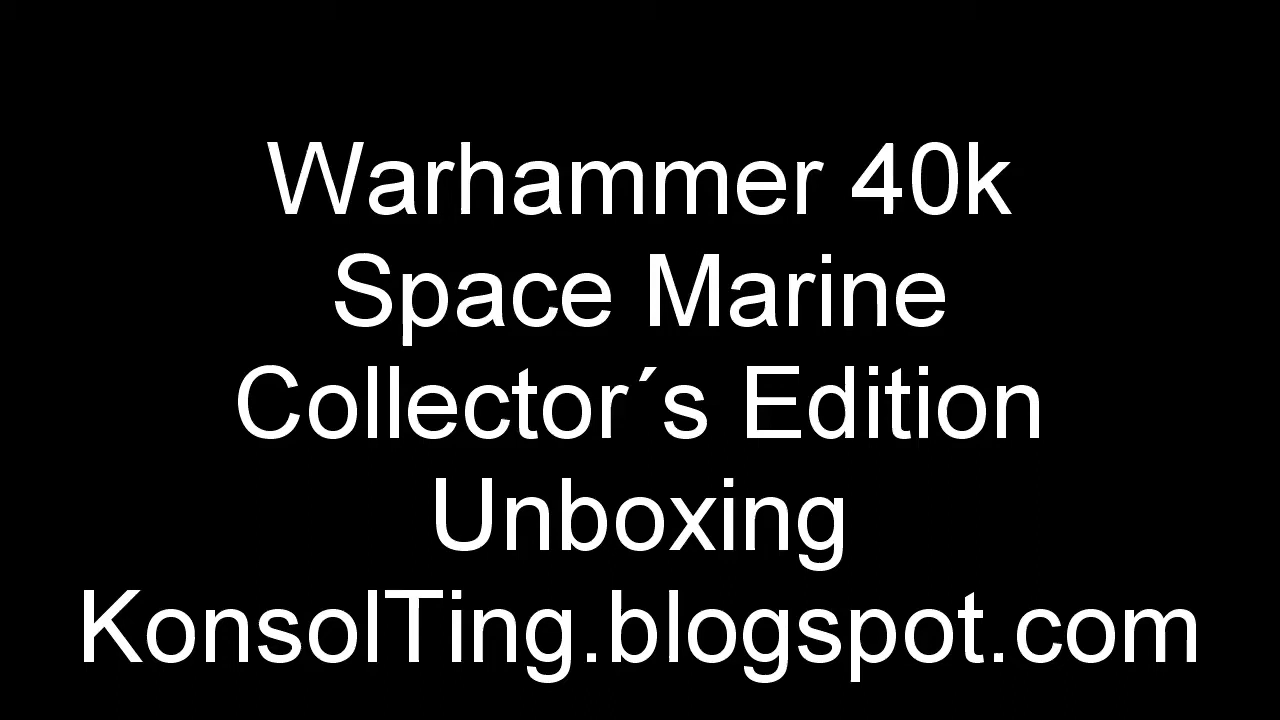 Warhammer 40k
Space Marine
Collector´s Edition
Unboxing
KonsolTing.blogspot.com